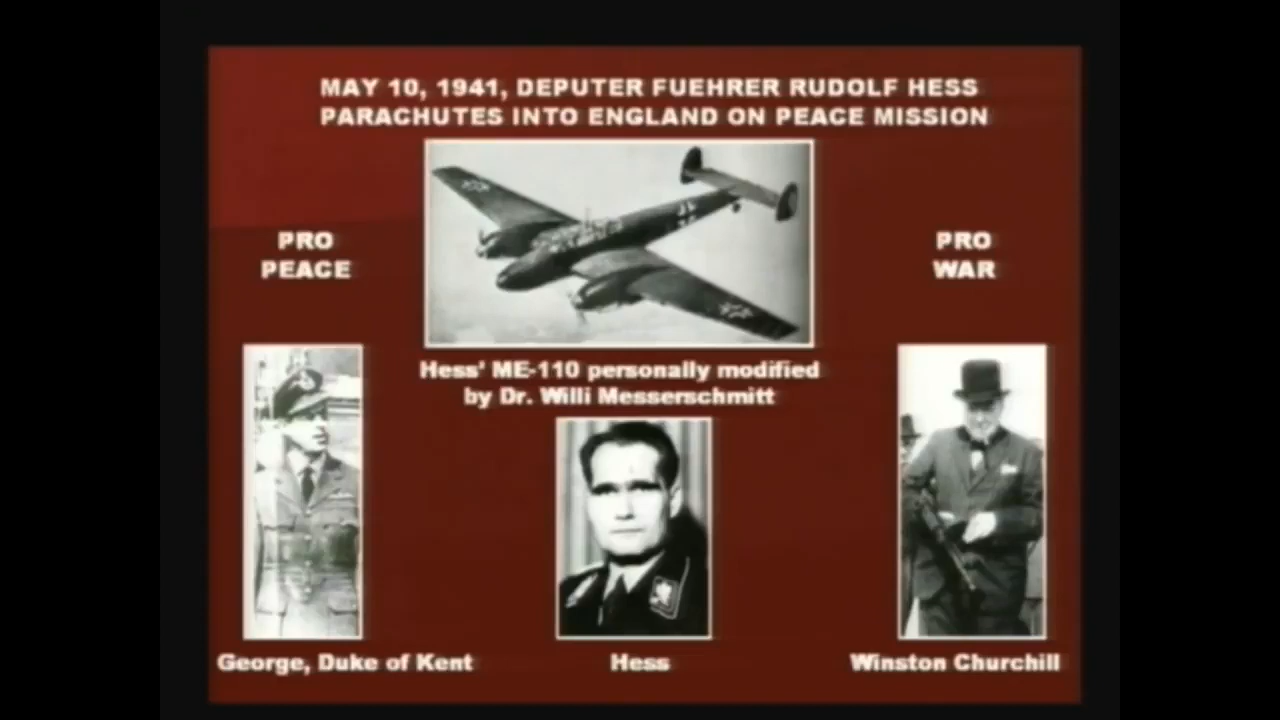 MAY 10, 1941, DEPUTER FUEHRER RUDOLF HESS
PARACHUTES INTO ENGLAND ON PEACE MISSION
PRO
PEACE
PRO
WAR
Hess' ME-110 personally modified
by Dr. Willi Messerschmitt
George, Duke of Kent
Hess
Winston Churchill